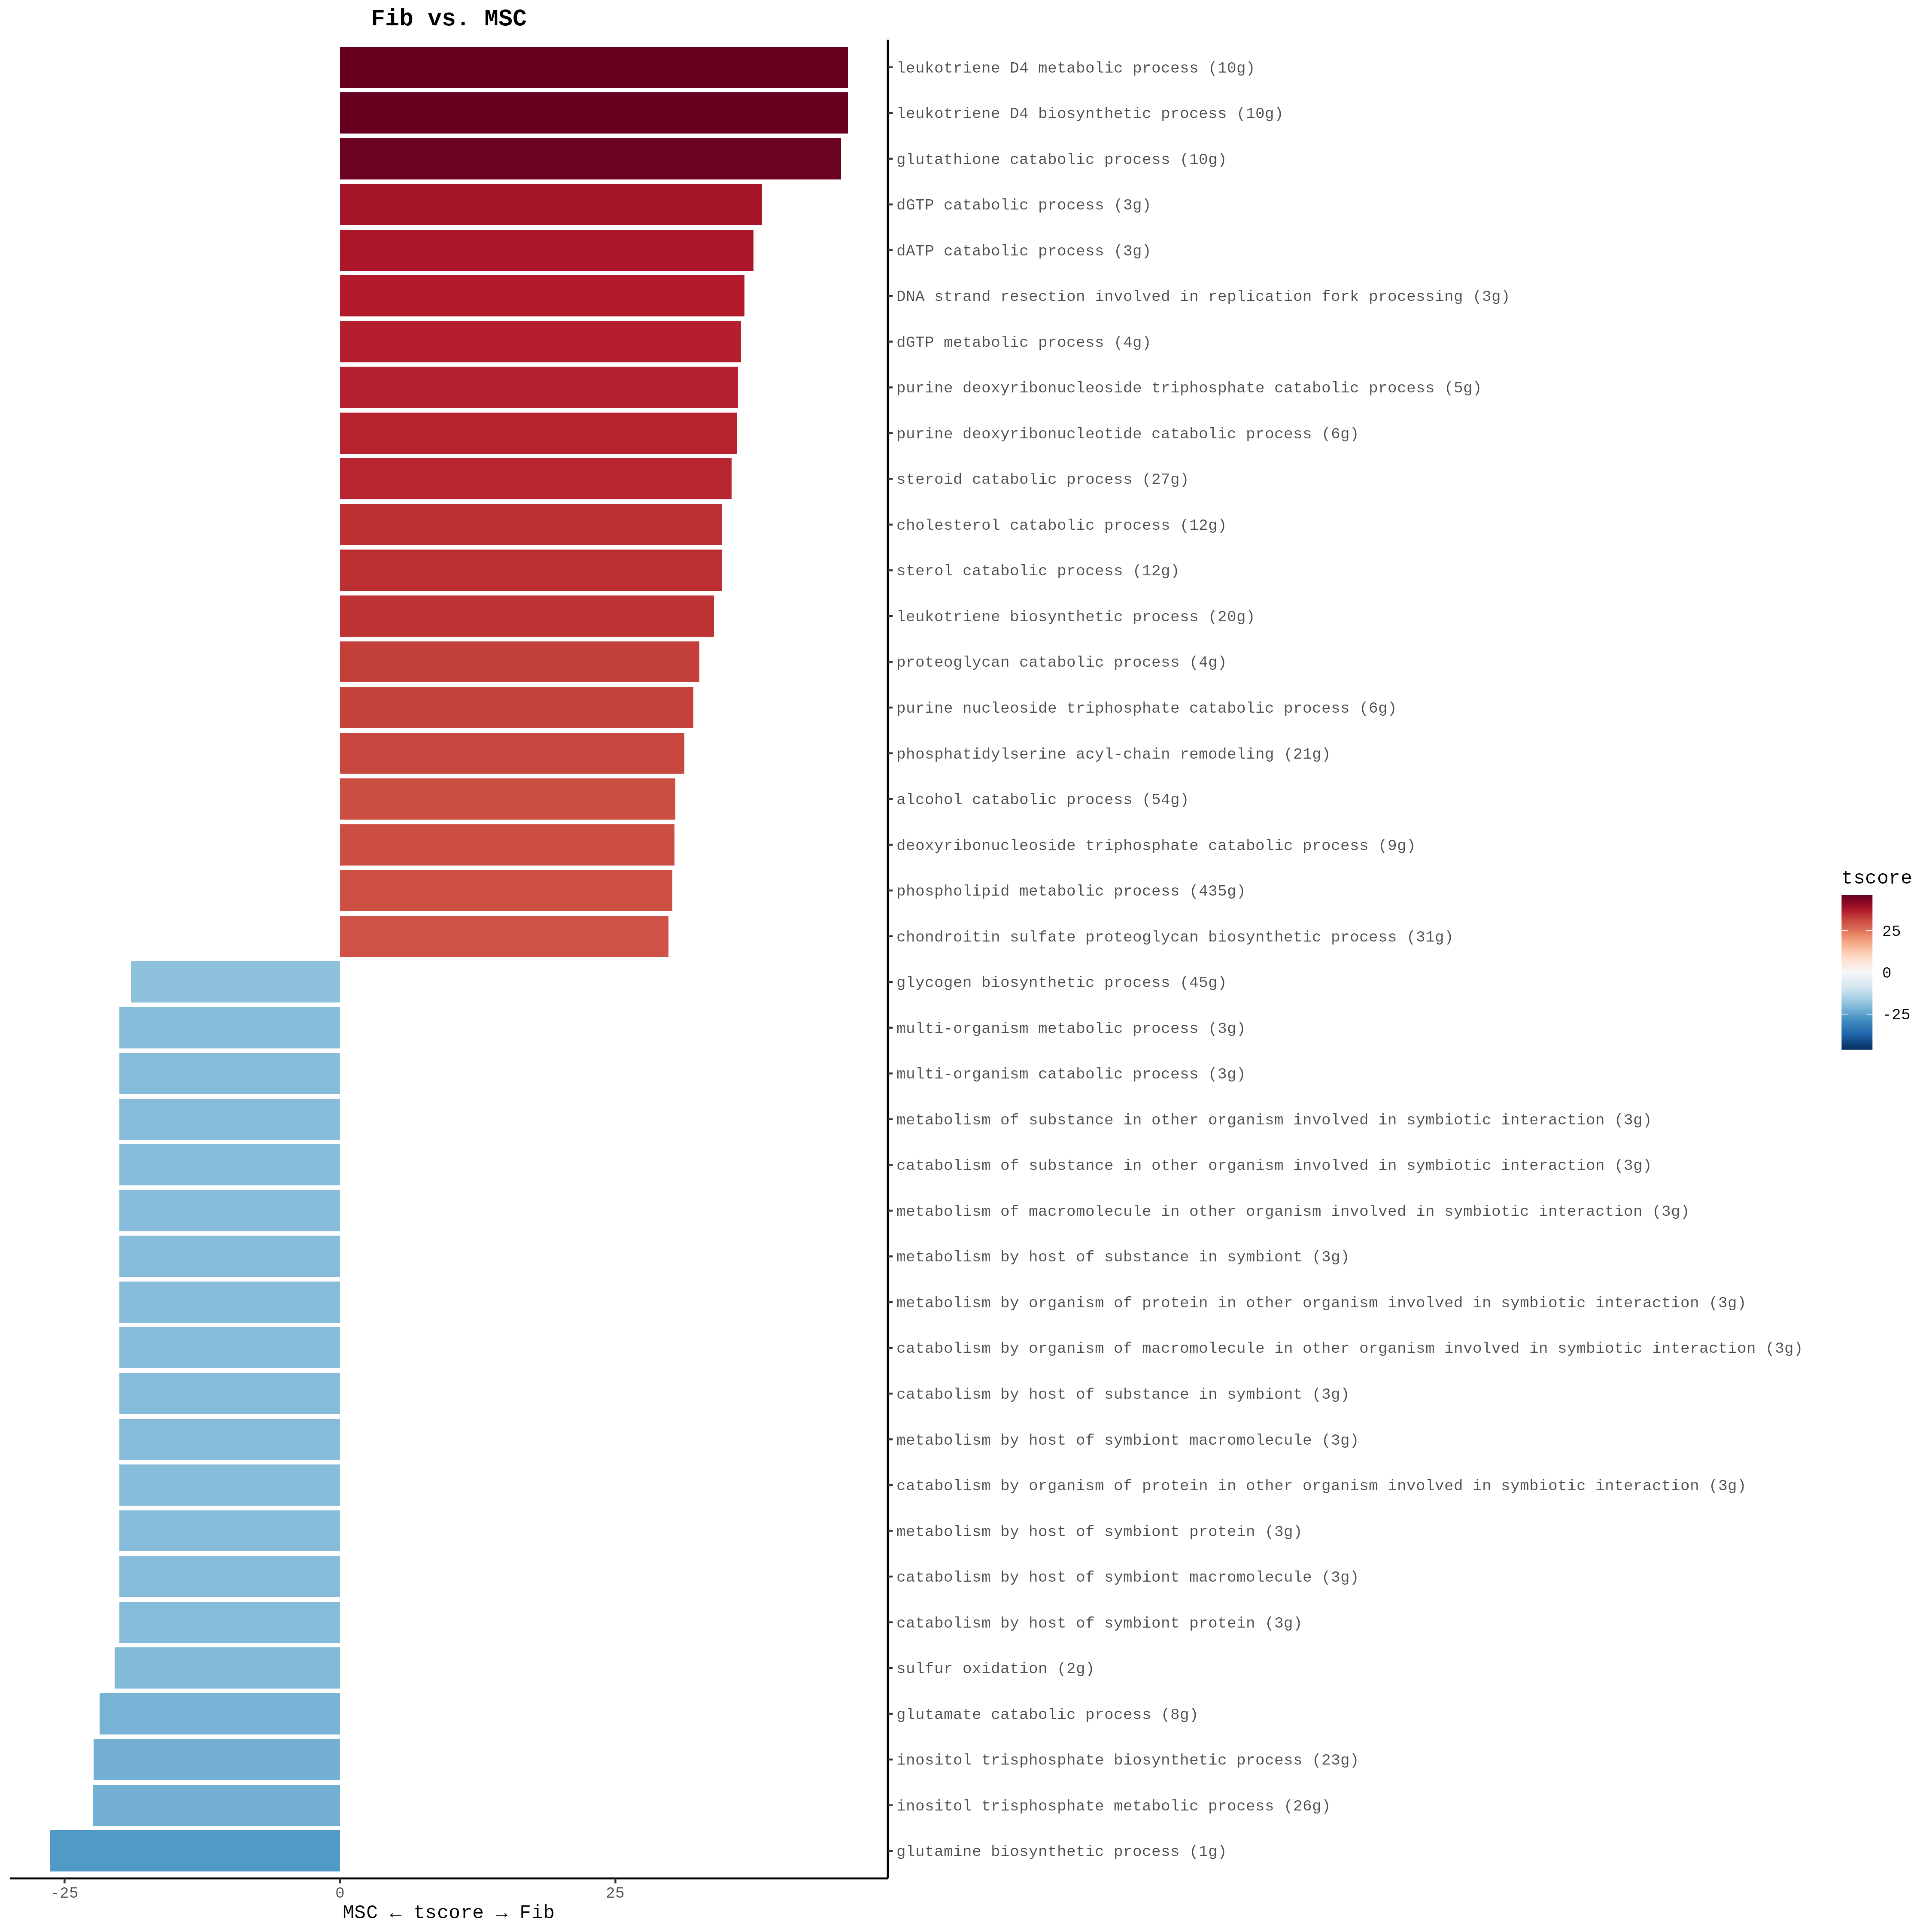 Fib vs. MSC
leukotriene D4 metabolic process (10g)
leukotriene D4 biosynthetic process (10g)
glutathione catabolic process (10g)
dGTP catabolic process (3g)
dATP catabolic process (3g)
DNA strand resection involved in replication fork processing (3g)
dGTP metabolic process (4g)
purine deoxyribonucleoside triphosphate catabolic process (5g)
purine deoxyribonucleotide catabolic process (6g)
steroid catabolic process (27g)
cholesterol catabolic process (12g)
sterol catabolic process (12g)
leukotriene biosynthetic process (20g)
proteoglycan catabolic process (4g)
purine nucleoside triphosphate catabolic process (6g)
phosphatidylserine acyl-chain remodeling (21g)
alcohol catabolic process (54g)
deoxyribonucleoside triphosphate catabolic process (9g)
phospholipid metabolic process (435g)
chondroitin sulfate proteoglycan biosynthetic process (31g)
glycogen biosynthetic process (45g)
multi-organism metabolic process (3g)
multi-organism catabolic process (3g)
metabolism of substance in other organism involved in symbiotic interaction (3g)
catabolism of substance in other organism involved in symbiotic interaction (3g)
metabolism of macromolecule in other organism involved in symbiotic interaction (3g)
metabolism by host of substance in symbiont (3g)
metabolism by organism of protein in other organism involved in symbiotic interaction (3g)
catabolism by organism of macromolecule in other organism involved in symbiotic interaction (3g)
catabolism by host of substance in symbiont (3g)
metabolism by host of symbiont macromolecule (3g)
catabolism by organism of protein in other organism involved in symbiotic interaction (3g)
metabolism by host of symbiont protein (3g)
catabolism by host of symbiont macromolecule (3g)
catabolism by host of symbiont protein (3g)
sulfur oxidation (2g)
glutamate catabolic process (8g)
inositol trisphosphate biosynthetic process (23g)
inositol trisphosphate metabolic process (26g)
glutamine biosynthetic process (1g)
-25 0 25
MSC ← tscore → Fib
tscore
25
0
-25